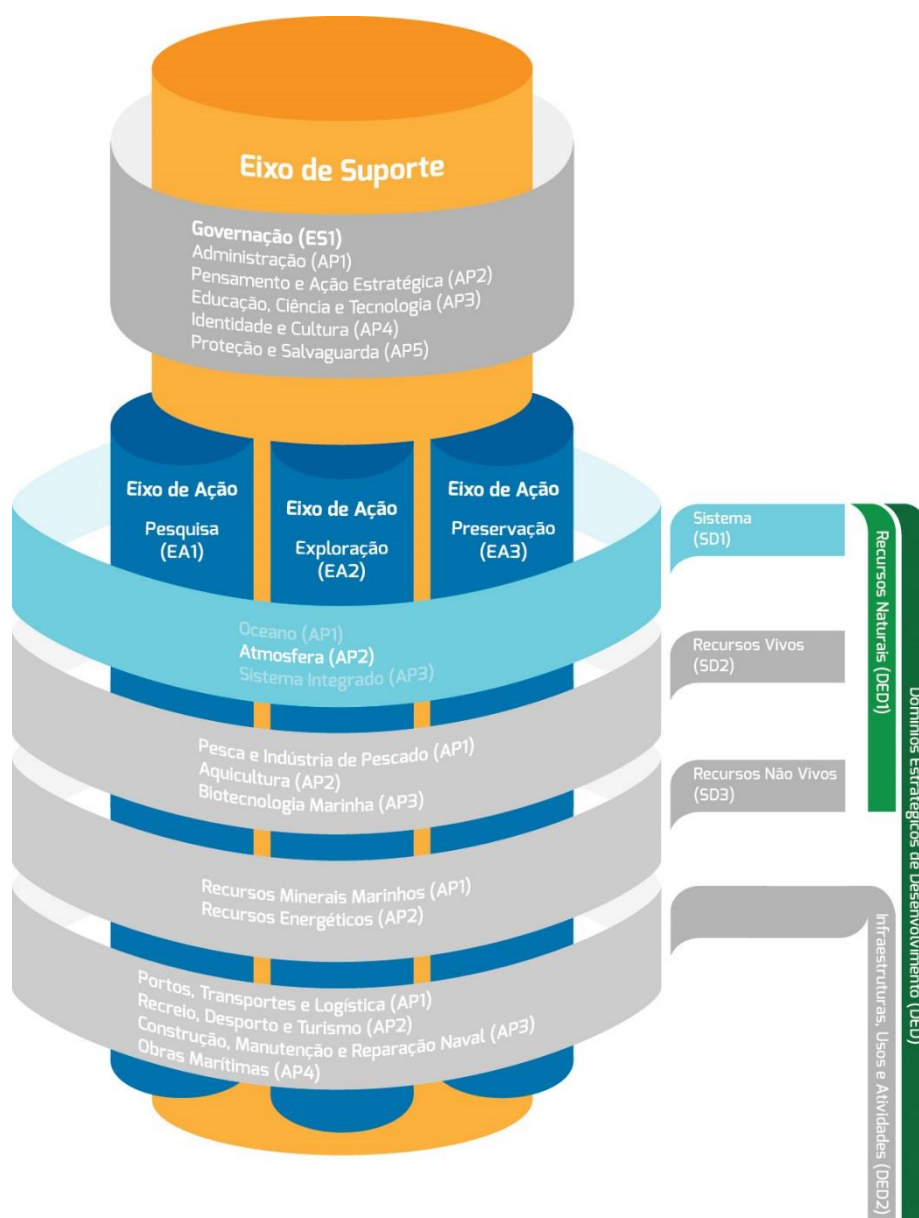 Eixo de Suporte
Governação (ES1)
Administração (AP1)
Pensamento e Ação Estratégica (AP2)
Educação, Ciência e Tecnologia (AP3)
Identidade e Cultura (AP4)
Proteção e Salvaguarda (AP5)
Eixo de Ação
Pesquisa
(EA1)
Eixo de Ação
Exploração
(EA2)
Eixo de Ação
Preservação
(EA3)
Oceano (AP1)
Atmosfera (AP2)
Sistema Integrado (AP3)
Pesca e Indústria de Pescado (AP1)
Aquicultura (AP2)
Biotecnologia Marinha (AP3)
Recursos Minerais Marinhos (AP1)
Recursos Energéticos (AP2)
Portos, Transportes e Logística (AP1)
Recreio, Desporto e Turismo (AP2)
Construção, Manutenção e Reparação Naval (AP3)
Obras Marítimas (AP4)
Sistema
(SD1)
Recursos Vivos
(SD2)
Recursos Não Vivos
(SD3)
Recursos Naturais (DED1)
Infraestruturas, Usos e Atividades (DED2)
Domínios Estratégicos de Desenvolvimento (DED)